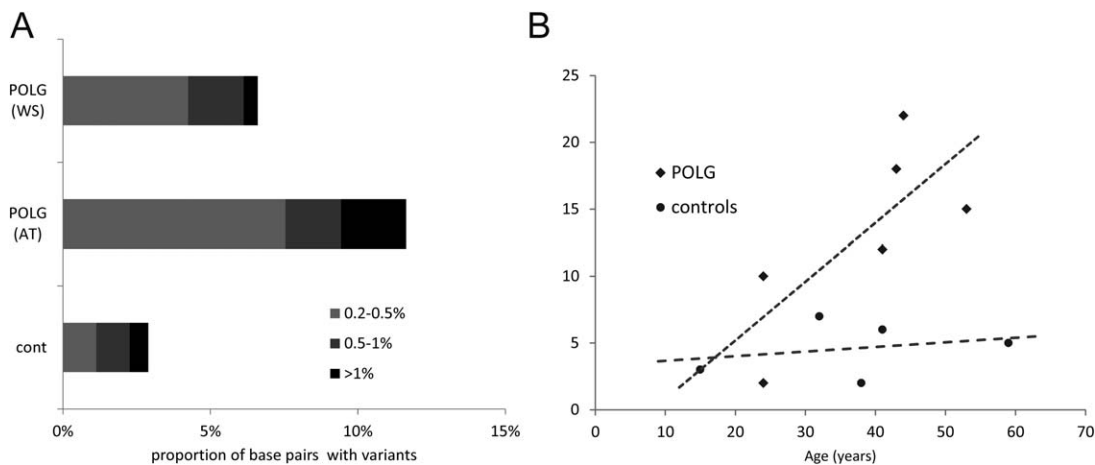 A
POLG
(WS)
POLG
(AT)
cont
0.2-0.5%
0.5-1%
>1%
0%
5%
10%
15%
proportion of base pairs with variants
B
25
20
15
10
5
0
POLG
controls
0
10
20
30
40
50
60
70
Age (years)